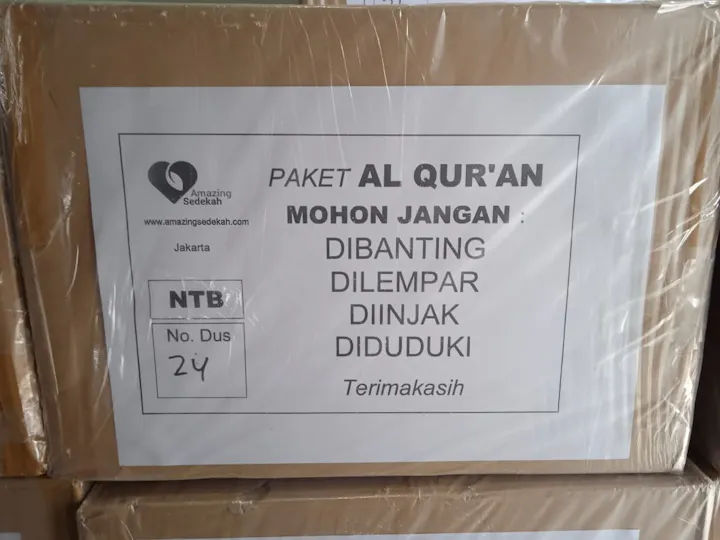 Amazing
Sedekah
www.amazingsedekah.com
Jakarta
NTB
No. Dus
24
PAKET AL QUR'AN
MOHON JANGAN :
DIBANTING
DILEMPAR
DIINJAK
DIDUDUKI
Terimakasih